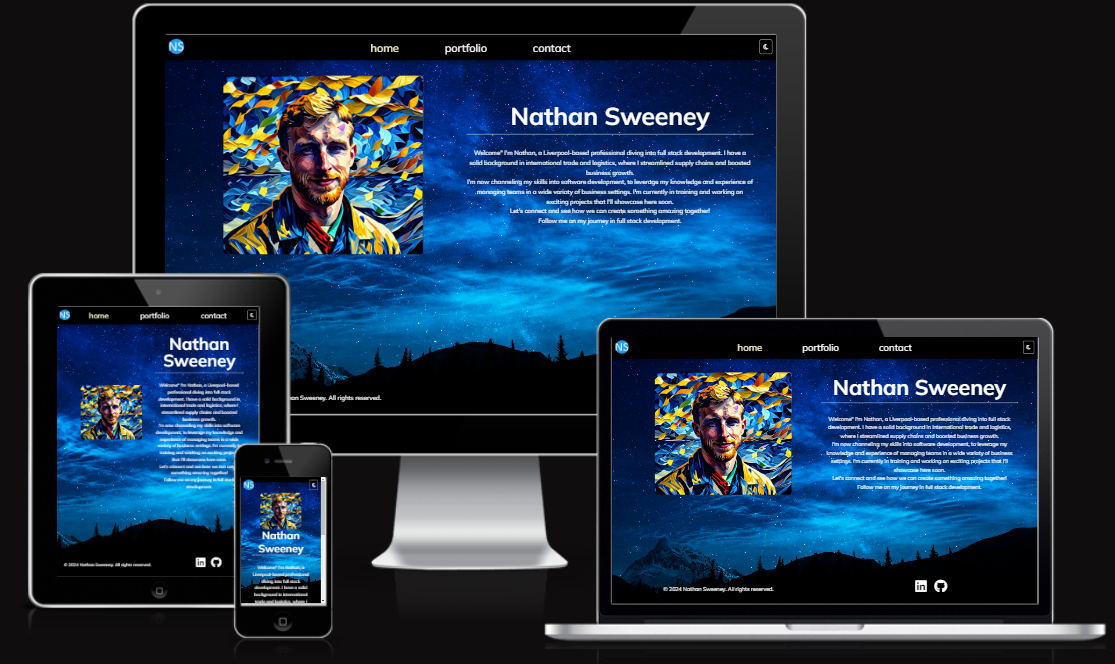 NS
home portfolio contact
Nathan Sweeney
Welcome" I'm Nathan, a Liverpool-based professional diving into full stack development. I have a
solid background in international trade and logistics, where I streamlined supply chains and boosted
business growth.
I'm now channeling my skills into software development, to leverage my knowledge and experience of
managing teams in a wide variaty of business settings. I'm currently in training and working on
exciting projects that I'll showcase here soon.
Let's connect and see how we can create something amazing together!
Follow me on my journey in full stack development.
Sweeney. All rights reserved.
NS
home portfolio contact
Nathan
Sweeney
Welcome" I'm Nathan, a Liverpool-based
professional diving into full stack
development. I have a solid background in
international trade and logistics, where I
streamlined supply chains and boosted
business growth.
I'm now channeling my skills into software
development, to leverage my knowledge and
experience of managing teams in a wide
variaty of business settings. I'm currently in
training and working on exciting projects
that I'll showcase here soon.
Let's connect and see how we can
something amazing together!
Follow me on my journey in full stack
development.
© 2024 Nathan Sweeney. All rights reserved.
in
NS
Nathan
Sweeney
Welcome" I'm Nathan, a
Liverpool-based professional
diving into full stack
development. I have a solid
background in international
trade and logistics, where I
NS
home portfolio contact
Nathan Sweeney
Welcome" I'm Nathan, a Liverpool-based professional diving into full stack
development. I have a solid background in international trade and logistics,
where I streamlined supply chains and boosted business growth.
I'm now channeling my skills into software development, to leverage my
knowledge and experience of managing teams in a wide variaty of business
settings. I'm currently in training and working on exciting projects that I'll
showcase here soon.
Let's connect and see how we can create something amazing together!
Follow me on my journey in full stack development.
© 2024 Nathan Sweeney. All rights reserved.
in